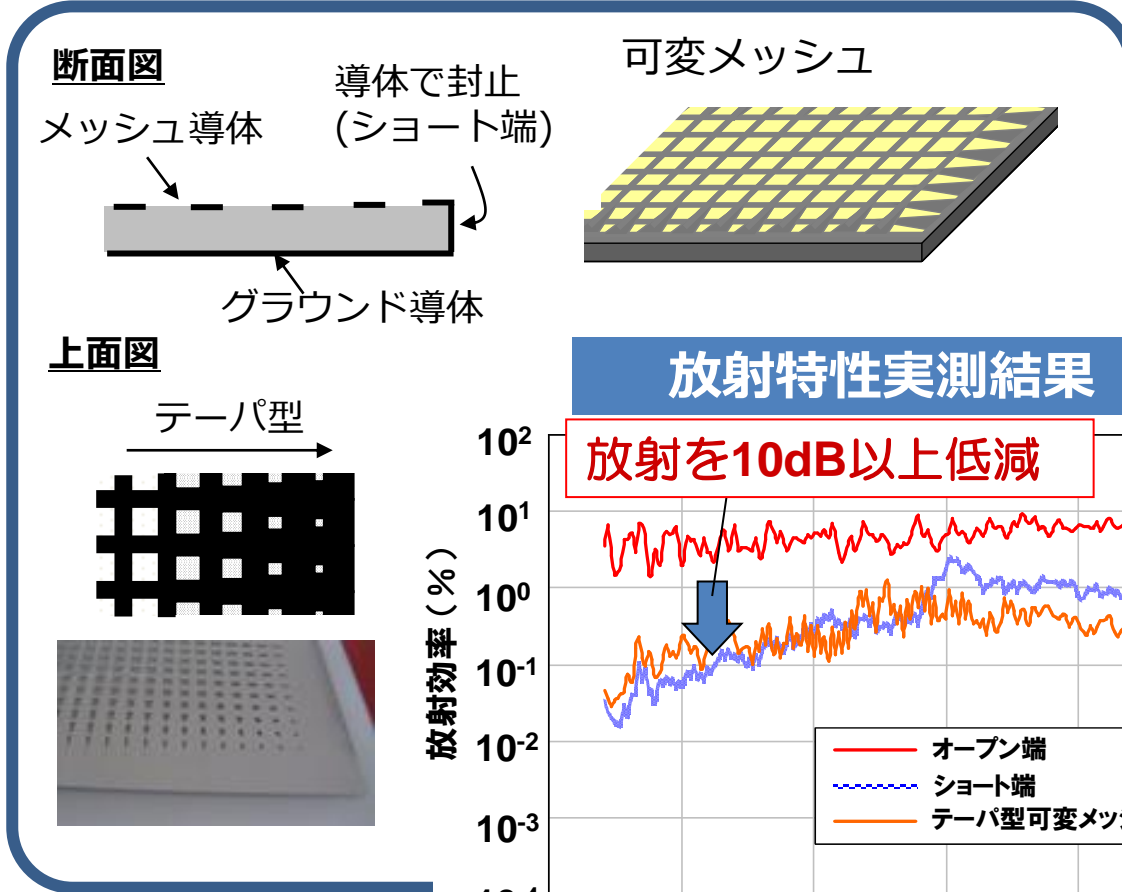 断面図
メッシュ導体
導体で封止
(ショート端)
グラウンド導体
可変メッシュ
上面図
テーパ型
放射特性実測結果
放射を10dB以上低減
放射効率(%)
10²
10¹
10⁰
10⁻¹
10⁻²
10⁻³
オープン端
ショート端
テーパ型可変メッ